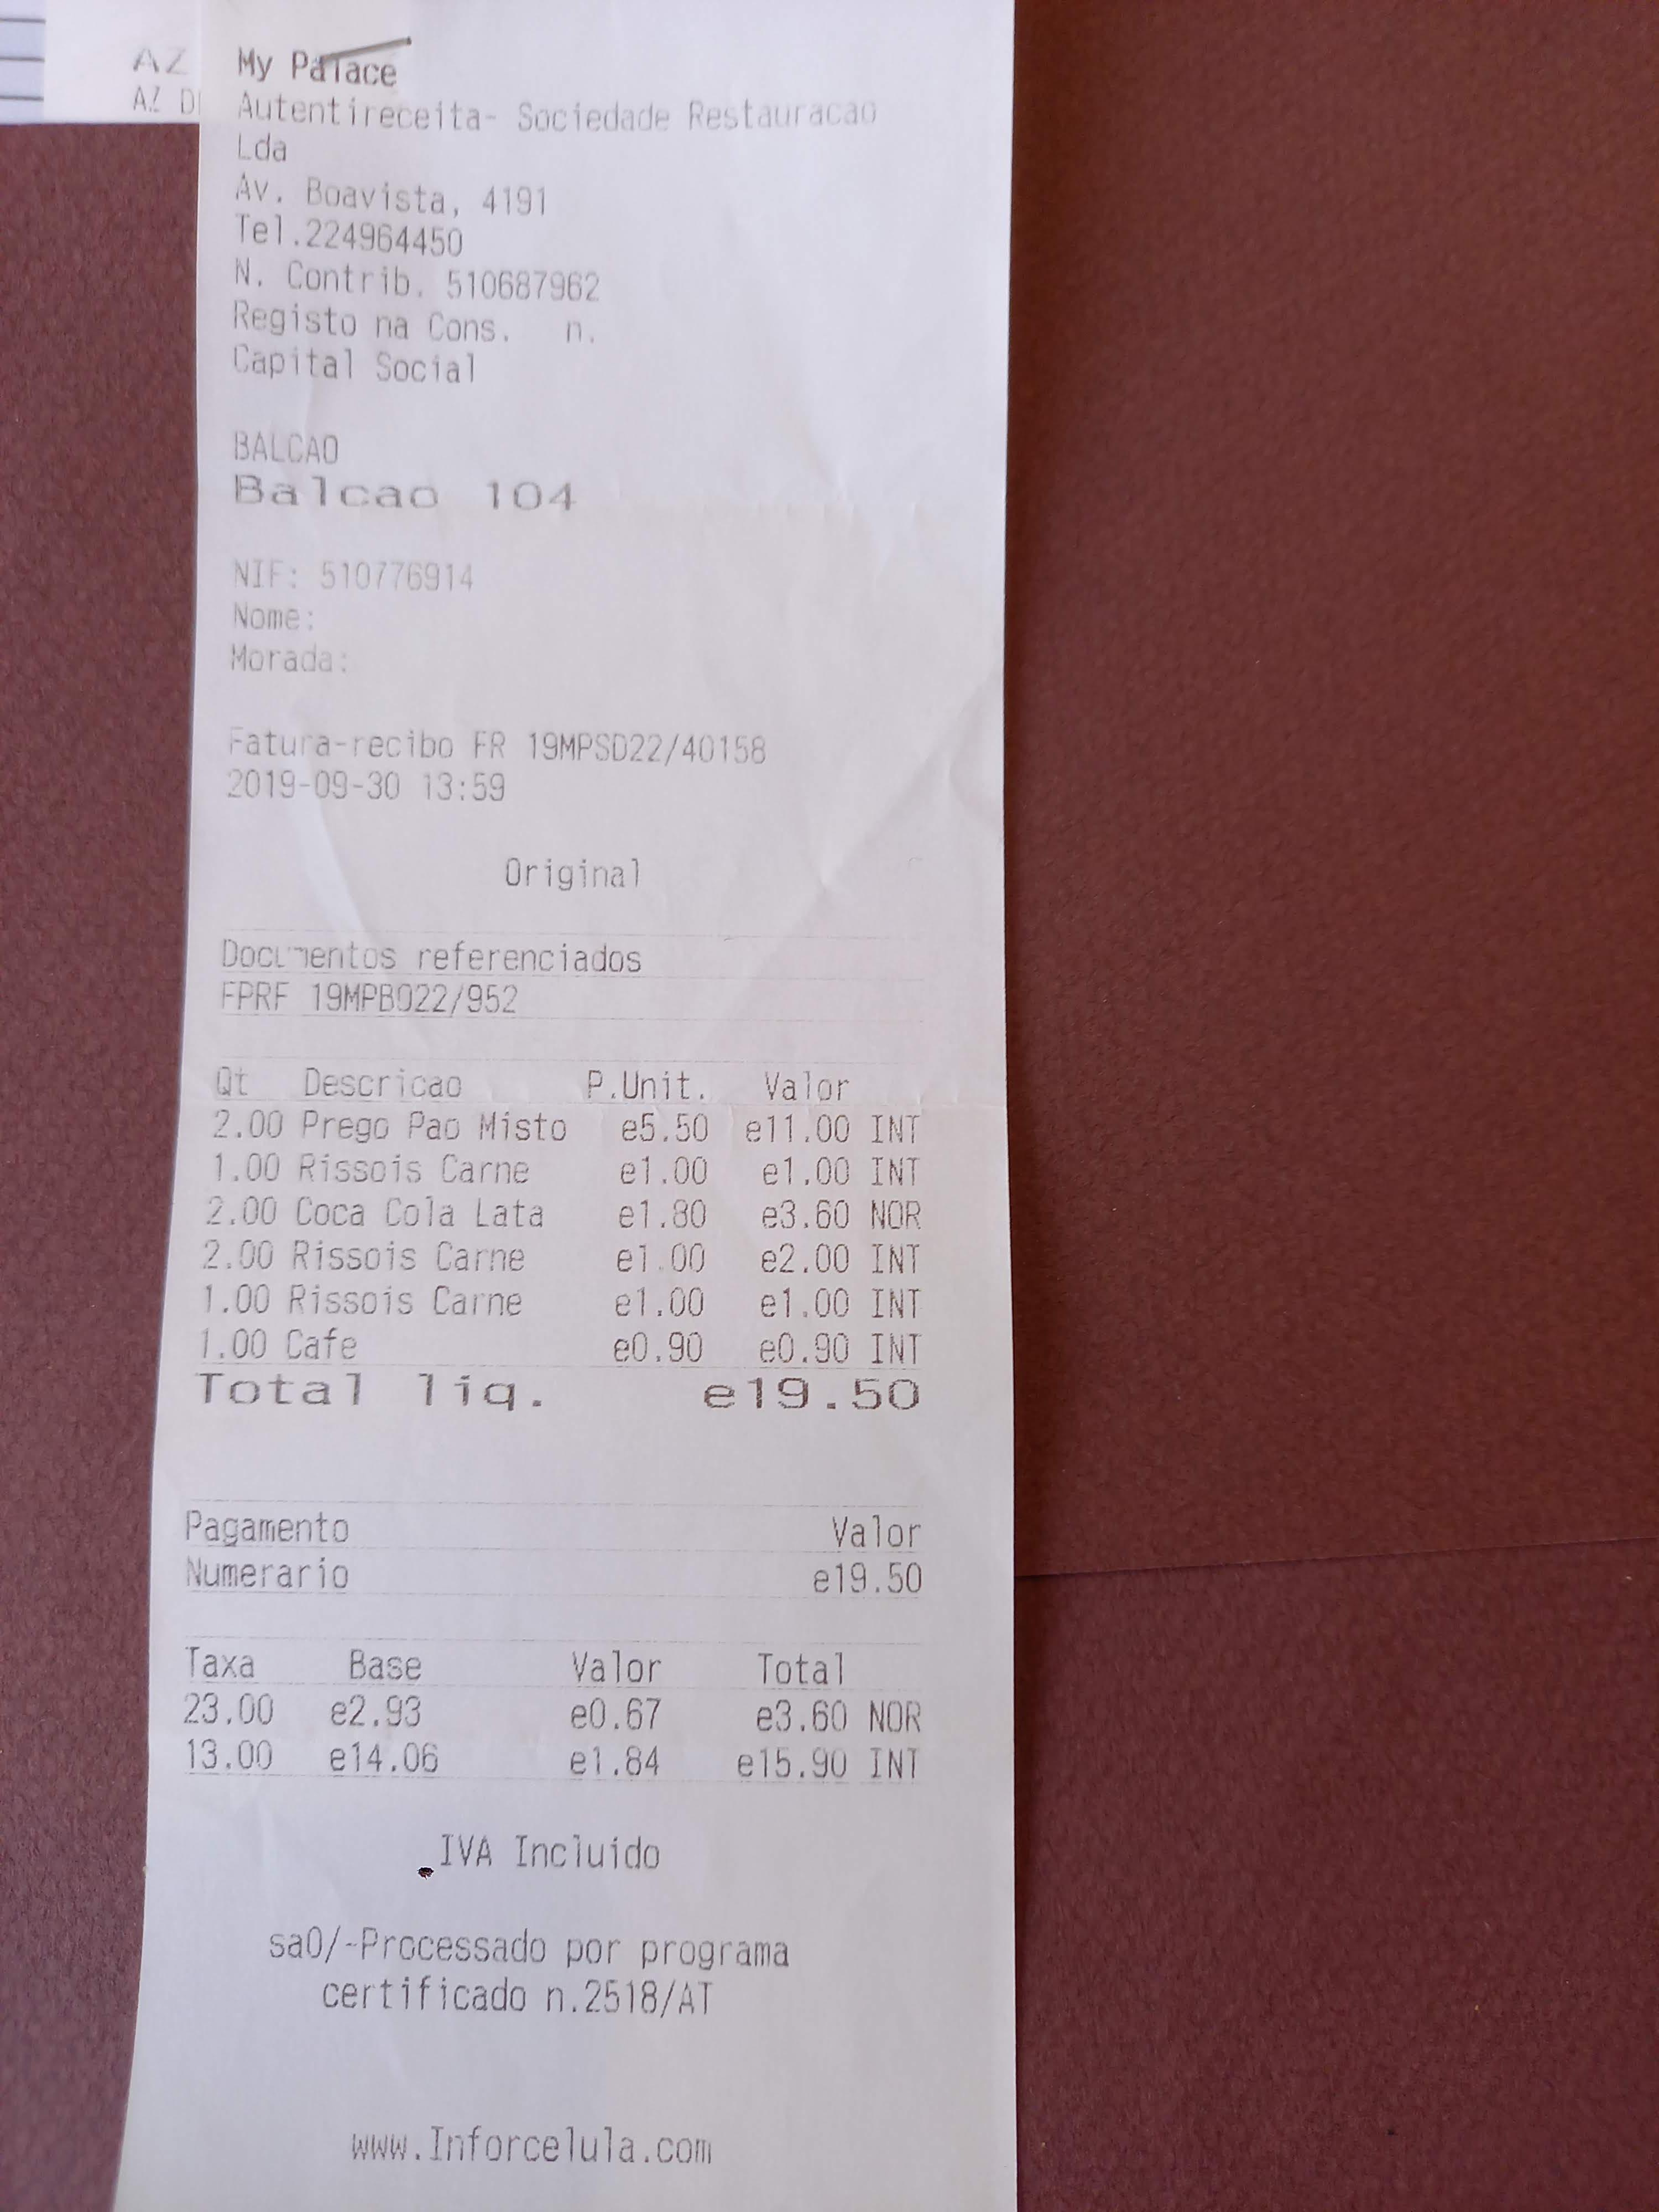 AZ
AZ D
My Palace
Autentireceita- Sociedade Restauracao
Lda
Av. Boavista, 4191
Tel.224964450
N. Contrib. 510687962
Registo na Cons. n.
Capital Social
BALCAO
Balcao 104
NIF: 510776914
Nome:
Morada:
Fatura-recibo FR 19MPSD22/40158
2019-09-30 13:59
Original
Documentos referenciados
FPRF 19MPBO22/952
Qt Descricao P.Unit. Valor
2.00 Prego Pao Misto e5.50 e11.00 INT
1.00 Rissois Carne e1.00 e1.00 INT
2.00 Coca Cola Lata e1.80 e3.60 NOR
2.00 Rissois Carne e1.00 e2.00 INT
1.00 Rissois Carne e1.00 e1.00 INT
1.00 Cafe e0.90 e0.90 INT
Total liq. e19.50
Pagamento Valor
Numerario e19.50
Taxa Base Valor Total
23.00 e2.93 e0.67 e3.60 NOR
13.00 e14.06 e1.84 e15.90 INT
IVA Incluido
sa0/-Processado por programa
certificado n.2518/AT
www.Inforcelula.com